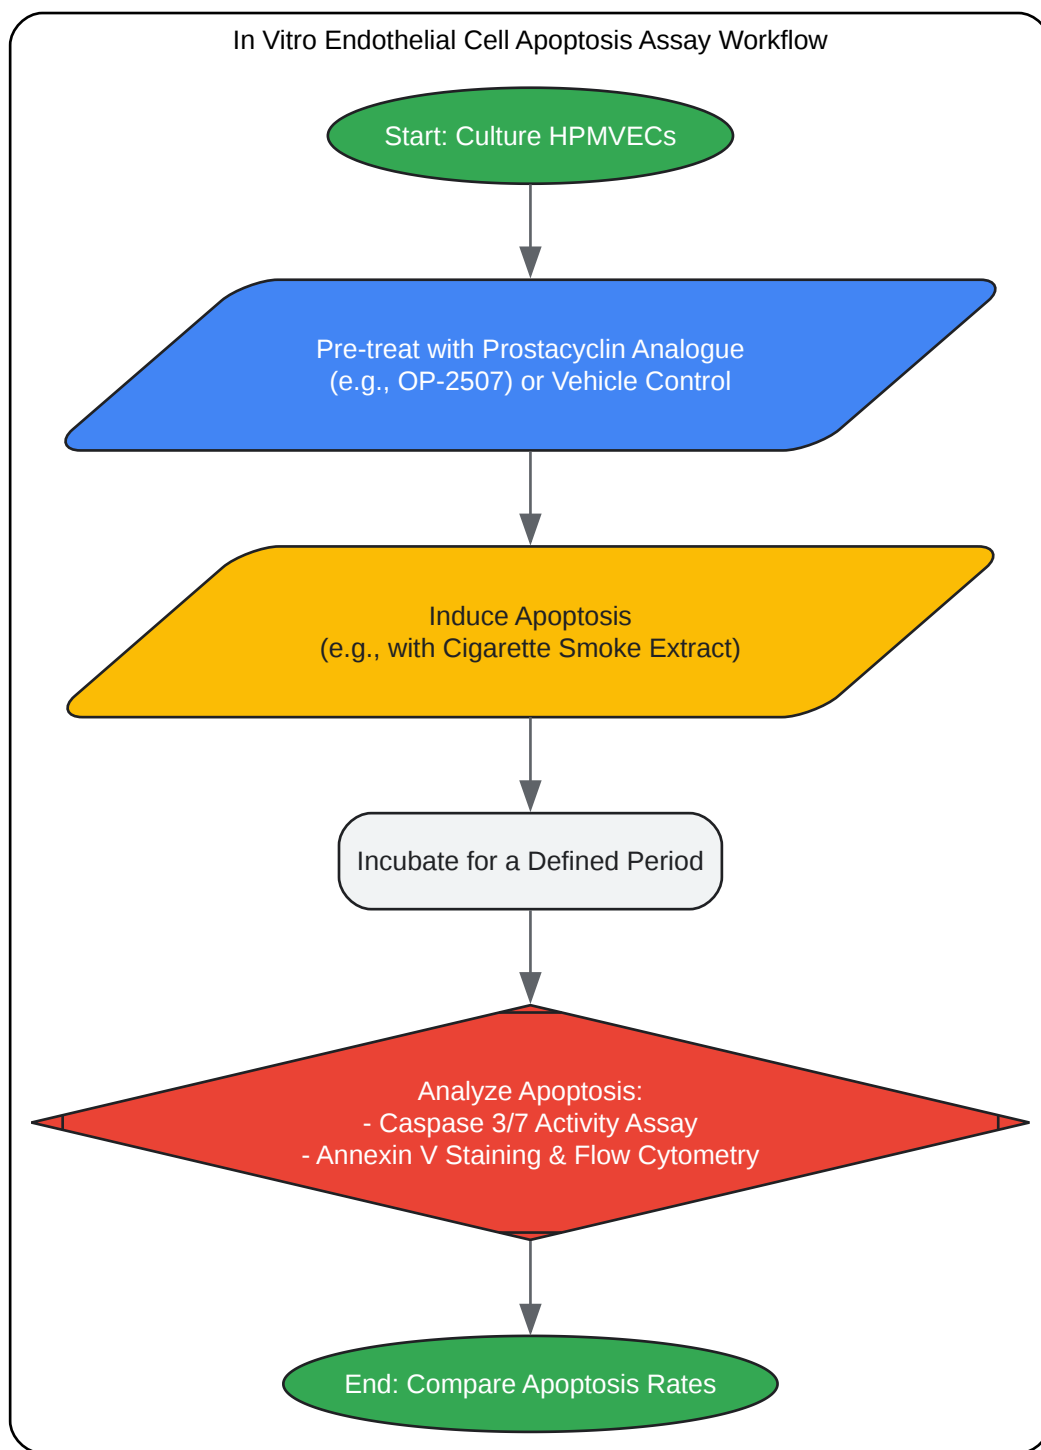 In Vitro Endothelial Cell Apoptosis Assay Workflow
Start: Culture HPMVECs
Pre-treat with Prostacyclin Analogue
(e.g., OP-2507) or Vehicle Control
Induce Apoptosis
(e.g., with Cigarette Smoke Extract)
Incubate for a Defined Period
Analyze Apoptosis:
- Caspase 3/7 Activity Assay
- Annexin V Staining & Flow Cytometry
End: Compare Apoptosis Rates